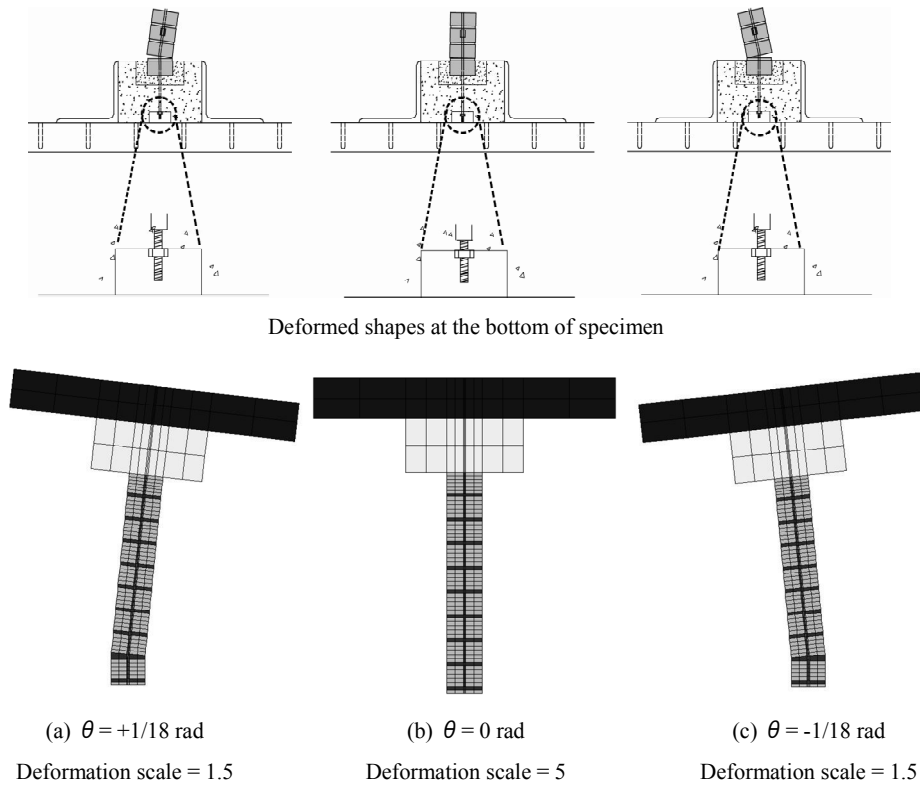 Deformed shapes at the bottom of specimen
(a) θ = +1/18 rad
(b) θ = 0 rad
(c) θ = -1/18 rad
Deformation scale = 1.5
Deformation scale = 5
Deformation scale = 1.5